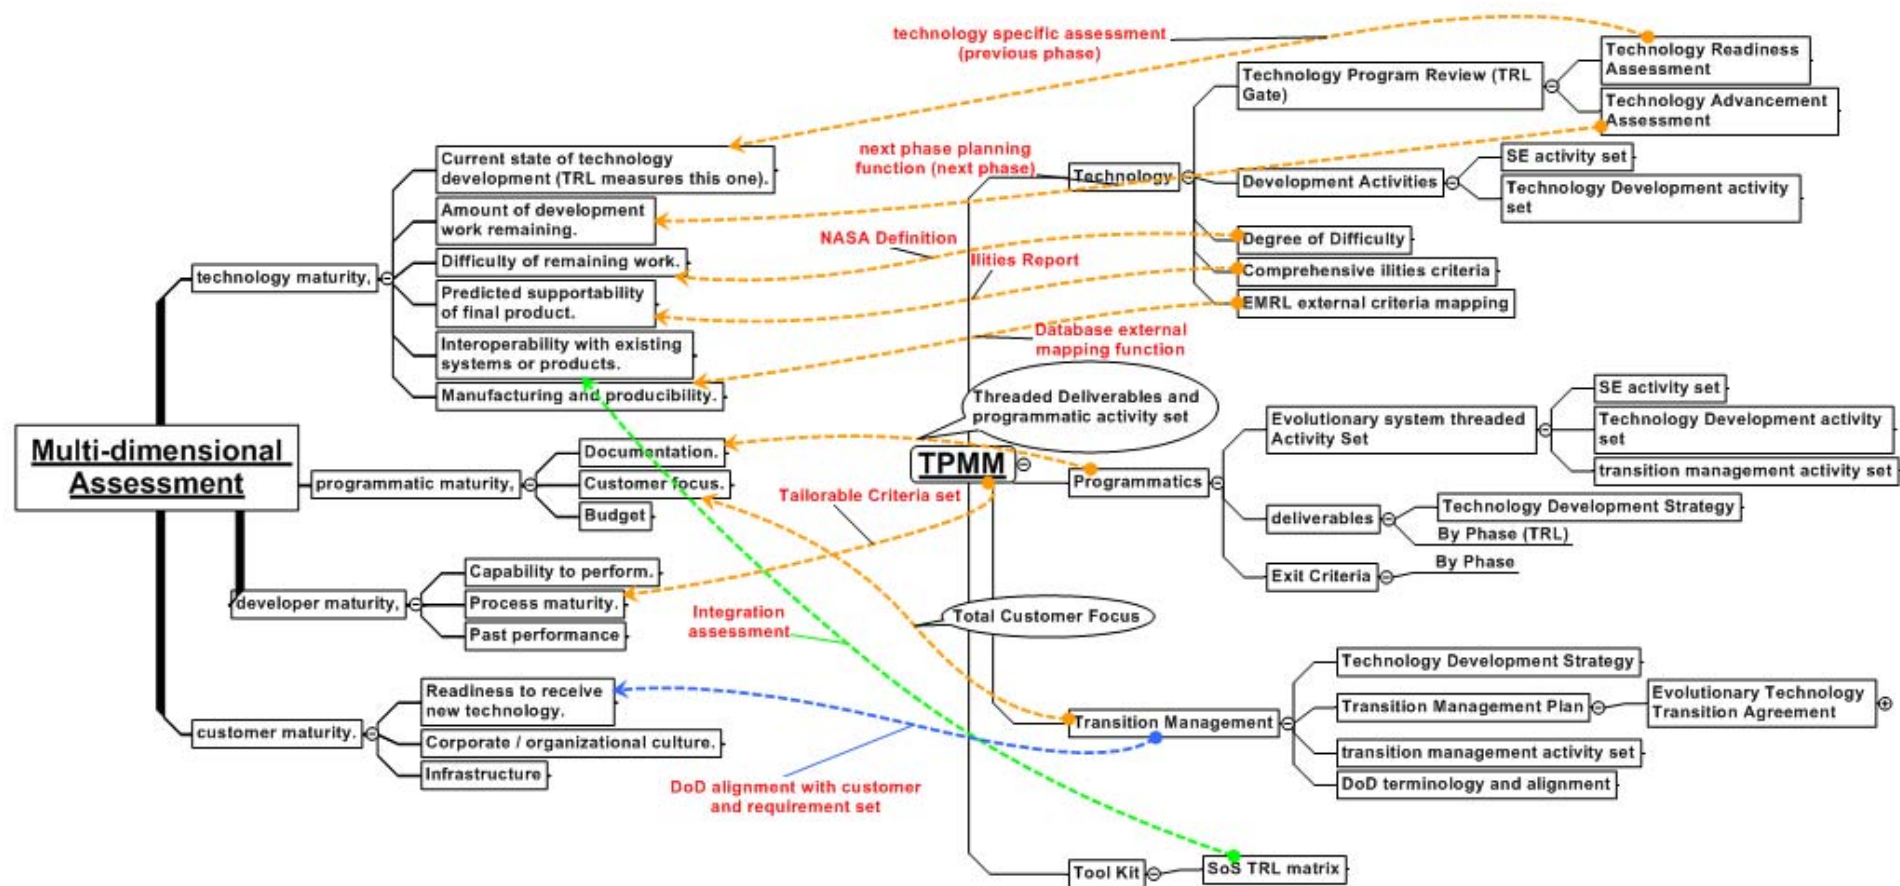 technology specific assessment
(previous phase)
Technology Readiness
Assessment
Technology Program Review (TRL
Gate)
Technology Advancement
Assessment
next phase planning
function (next phase)
Technology
SE activity set
Development Activities
Technology Development activity
set
Current state of technology
development (TRL measures this one).
Amount of development
work remaining.
NASA Definition
Degree of Difficulty
technology maturity,
Difficulty of remaining work.
Ilities Report
Comprehensive ilities criteria
Predicted supportability
of final product.
EMRL external criteria mapping
Interoperability with existing
systems or products.
Database external
mapping function
Manufacturing and producibility.
Threaded Deliverables and
programmatic activity set
Multi-dimensional
Assessment
programmatic maturity,
Documentation.
Customer focus.
Budget
TPMM
Programmatics
Evolutionary system threaded
Activity Set
SE activity set
Technology Development activity
set
transition management activity set
deliverables
Technology Development Strategy
By Phase (TRL)
Exit Criteria
By Phase
Tailorable Criteria set
developer maturity,
Capability to perform.
Process maturity.
Past performance
Integration
assessment
Total Customer Focus
customer maturity.
Readiness to receive
new technology.
Corporate / organizational culture.
Infrastructure
DoD alignment with customer
and requirement set
Transition Management
Technology Development Strategy
Transition Management Plan
Evolutionary Technology
Transition Agreement
transition management activity set
DoD terminology and alignment
Tool Kit
SoS TRL matrix